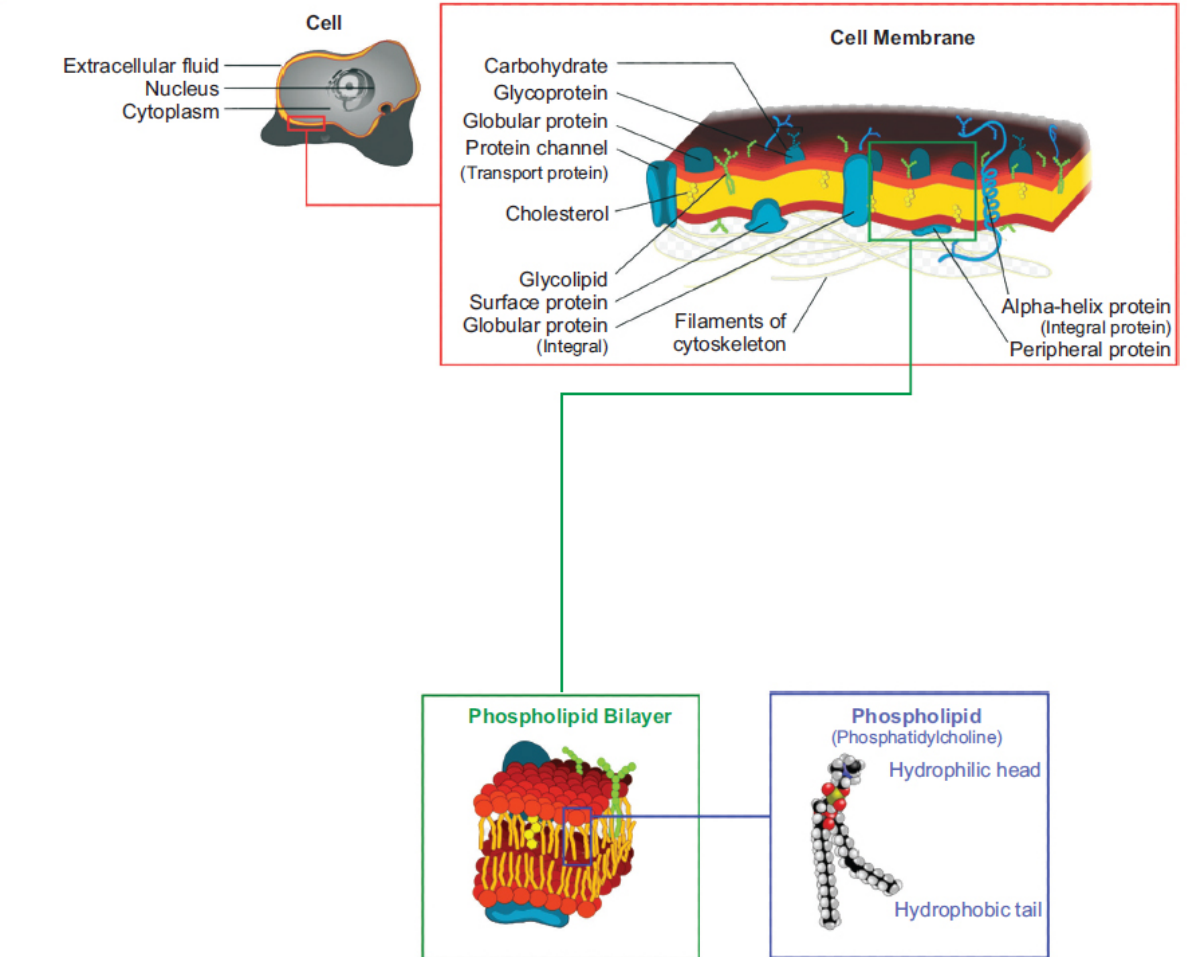 Cell
Extracellular fluid
Nucleus
Cytoplasm
Cell Membrane
Carbohydrate
Glycoprotein
Globular protein
Protein channel
(Transport protein)
Cholesterol
Glycolipid
Surface protein
Globular protein
(Integral)
Filaments of
cytoskeleton
Alpha-helix protein
(Integral protein)
Peripheral protein
Phospholipid Bilayer
Phospholipid
(Phosphatidylcholine)
Hydrophilic head
Hydrophobic tail